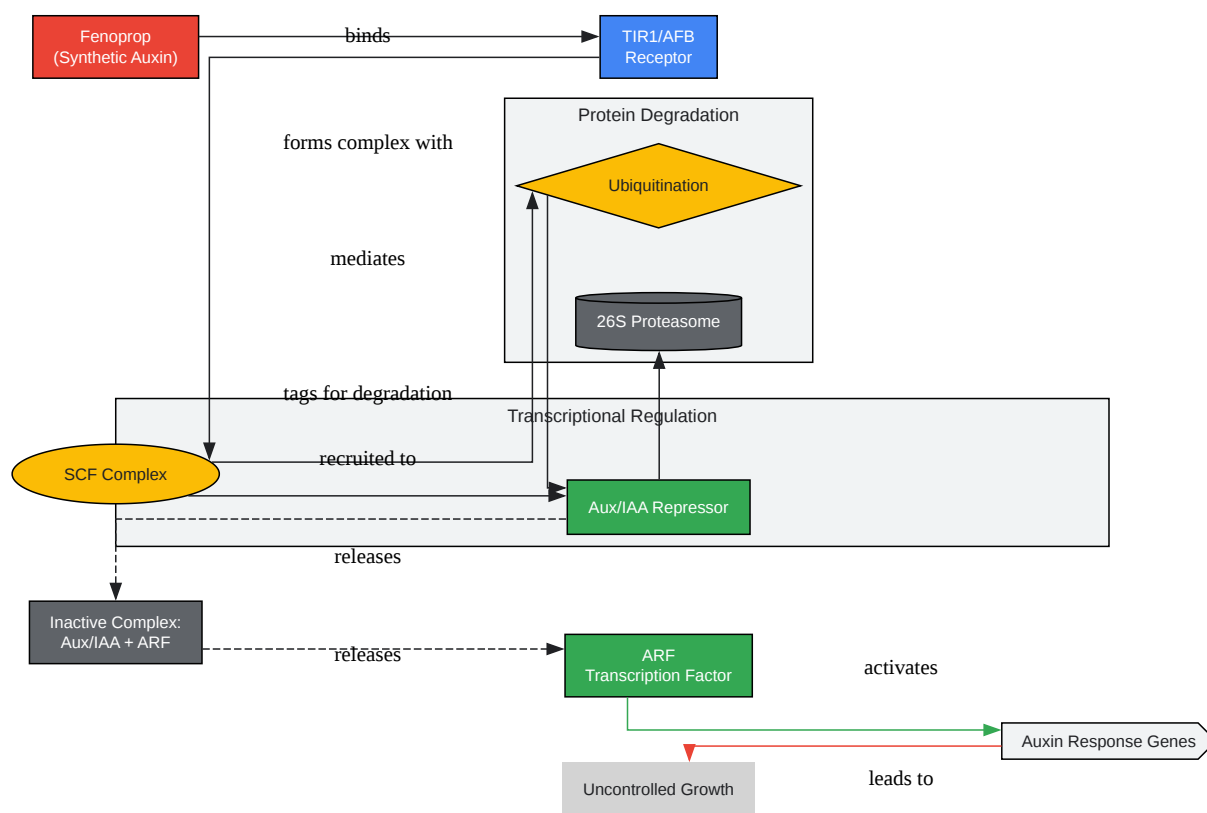 Fenoprop
(Synthetic Auxin)
binds
TIR1/AFB
Receptor
Protein Degradation
forms complex with
Ubiquitination
mediates
26S Proteasome
tags for degradation
Transcriptional Regulation
recruited to
SCF Complex
Aux/IAA Repressor
releases
Inactive Complex:
Aux/IAA + ARF
releases
ARF
Transcription Factor
activates
Auxin Response Genes
leads to
Uncontrolled Growth